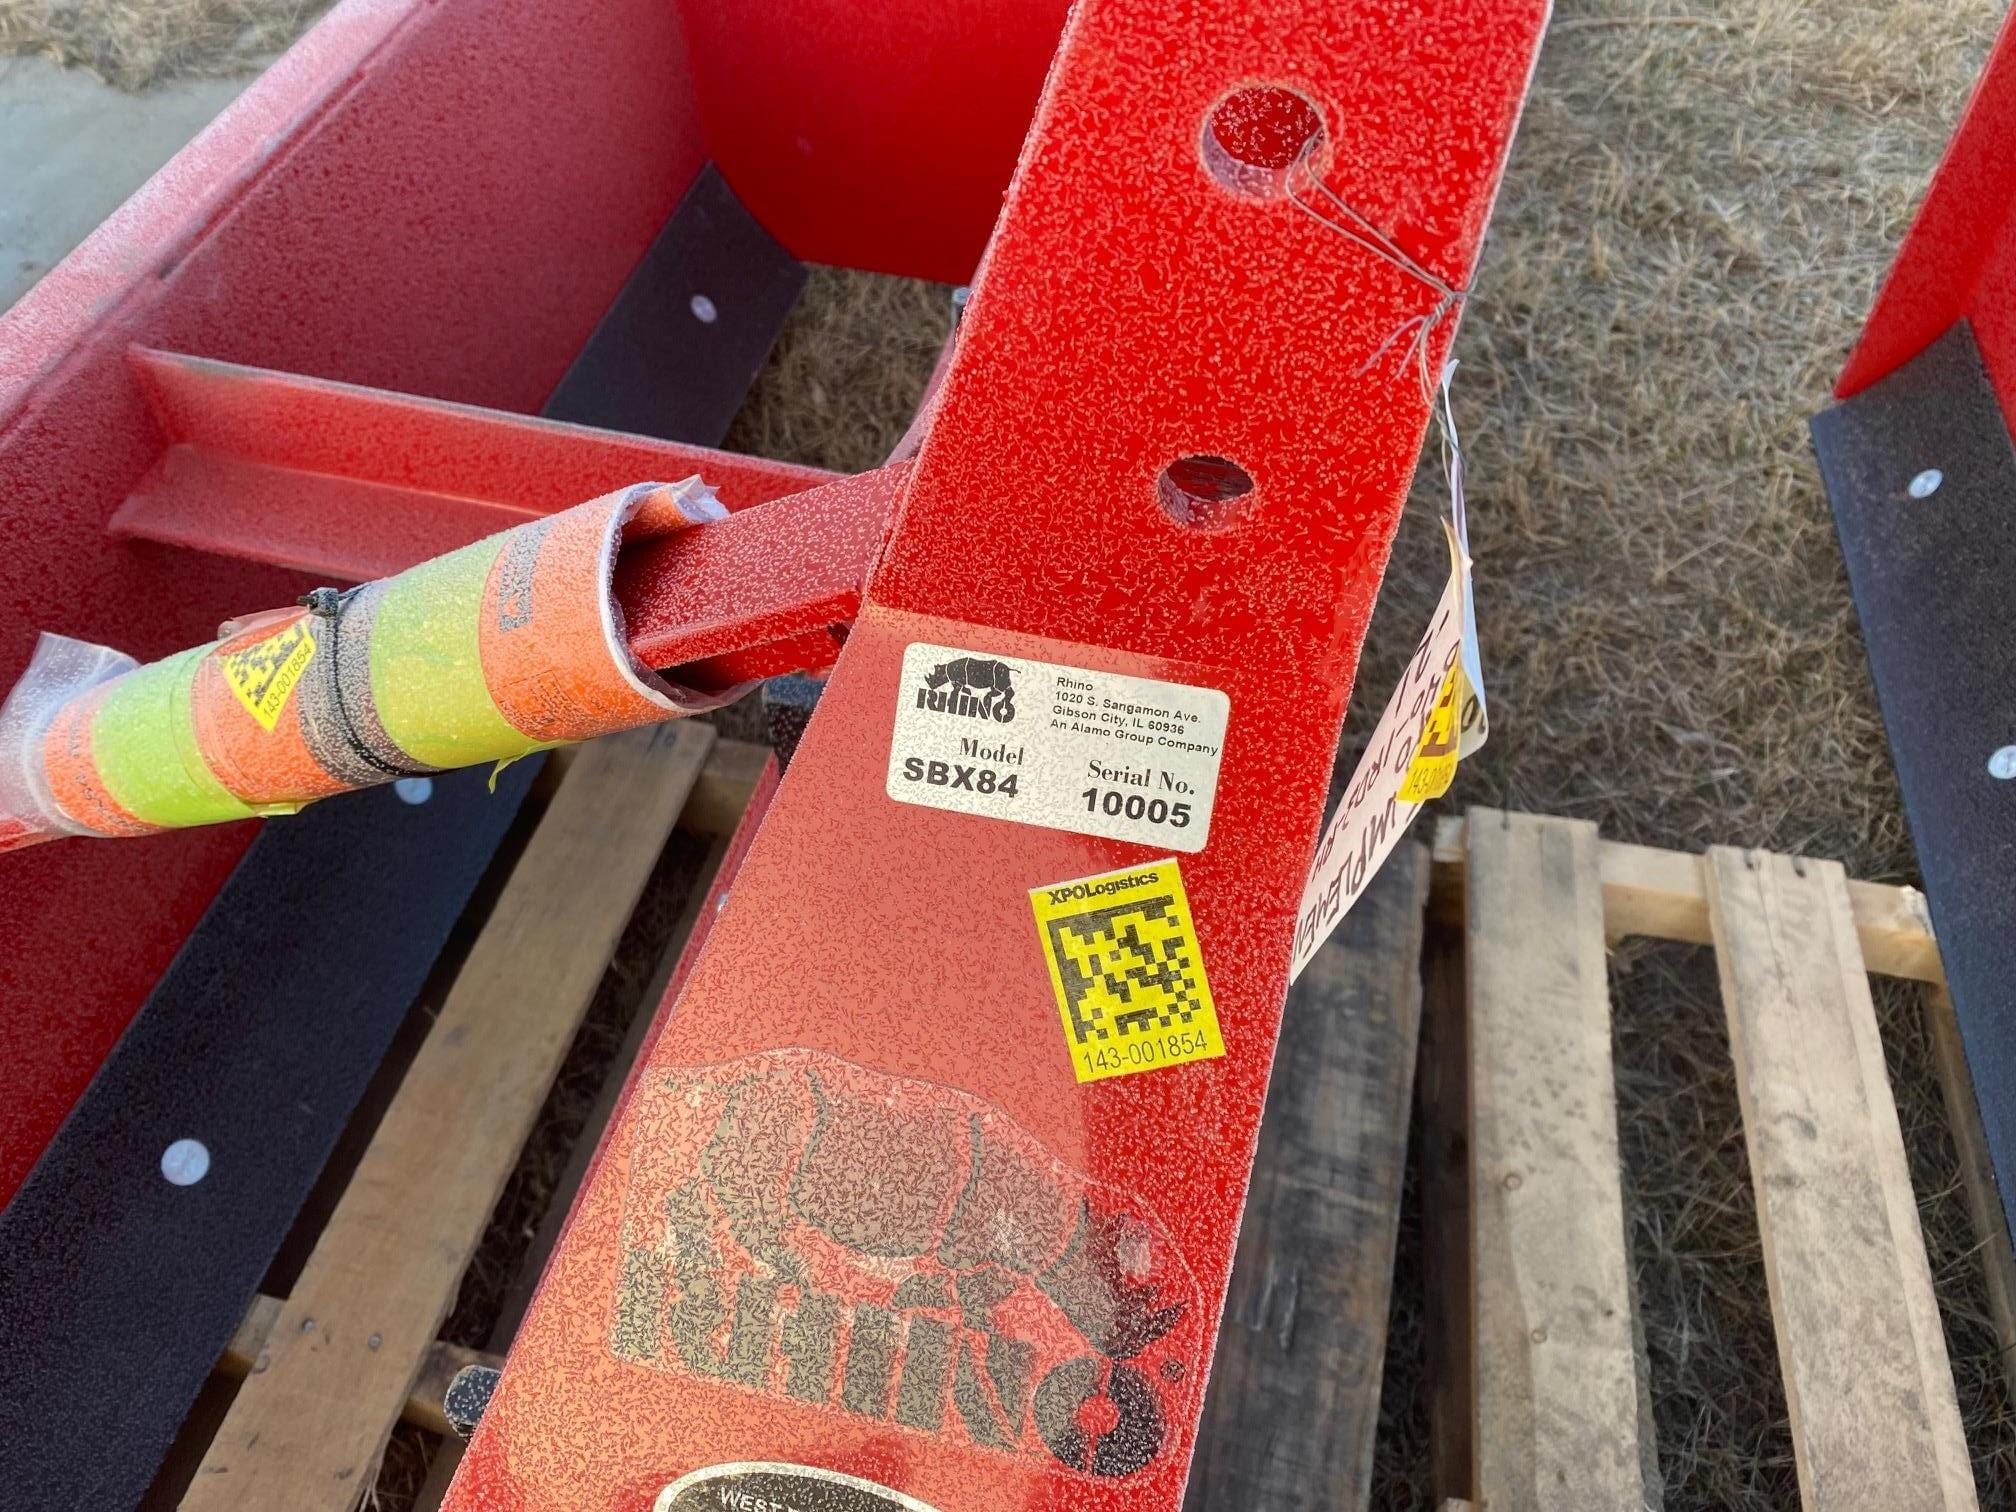 RHINO
Rhino
1020 S. Sangamon Ave.
Gibson City, IL 60936
An Alamo Group Company
Model
SBX84
Serial No.
10005
XPOLogistics
143-001854
143-001854
RHINO®
WEST